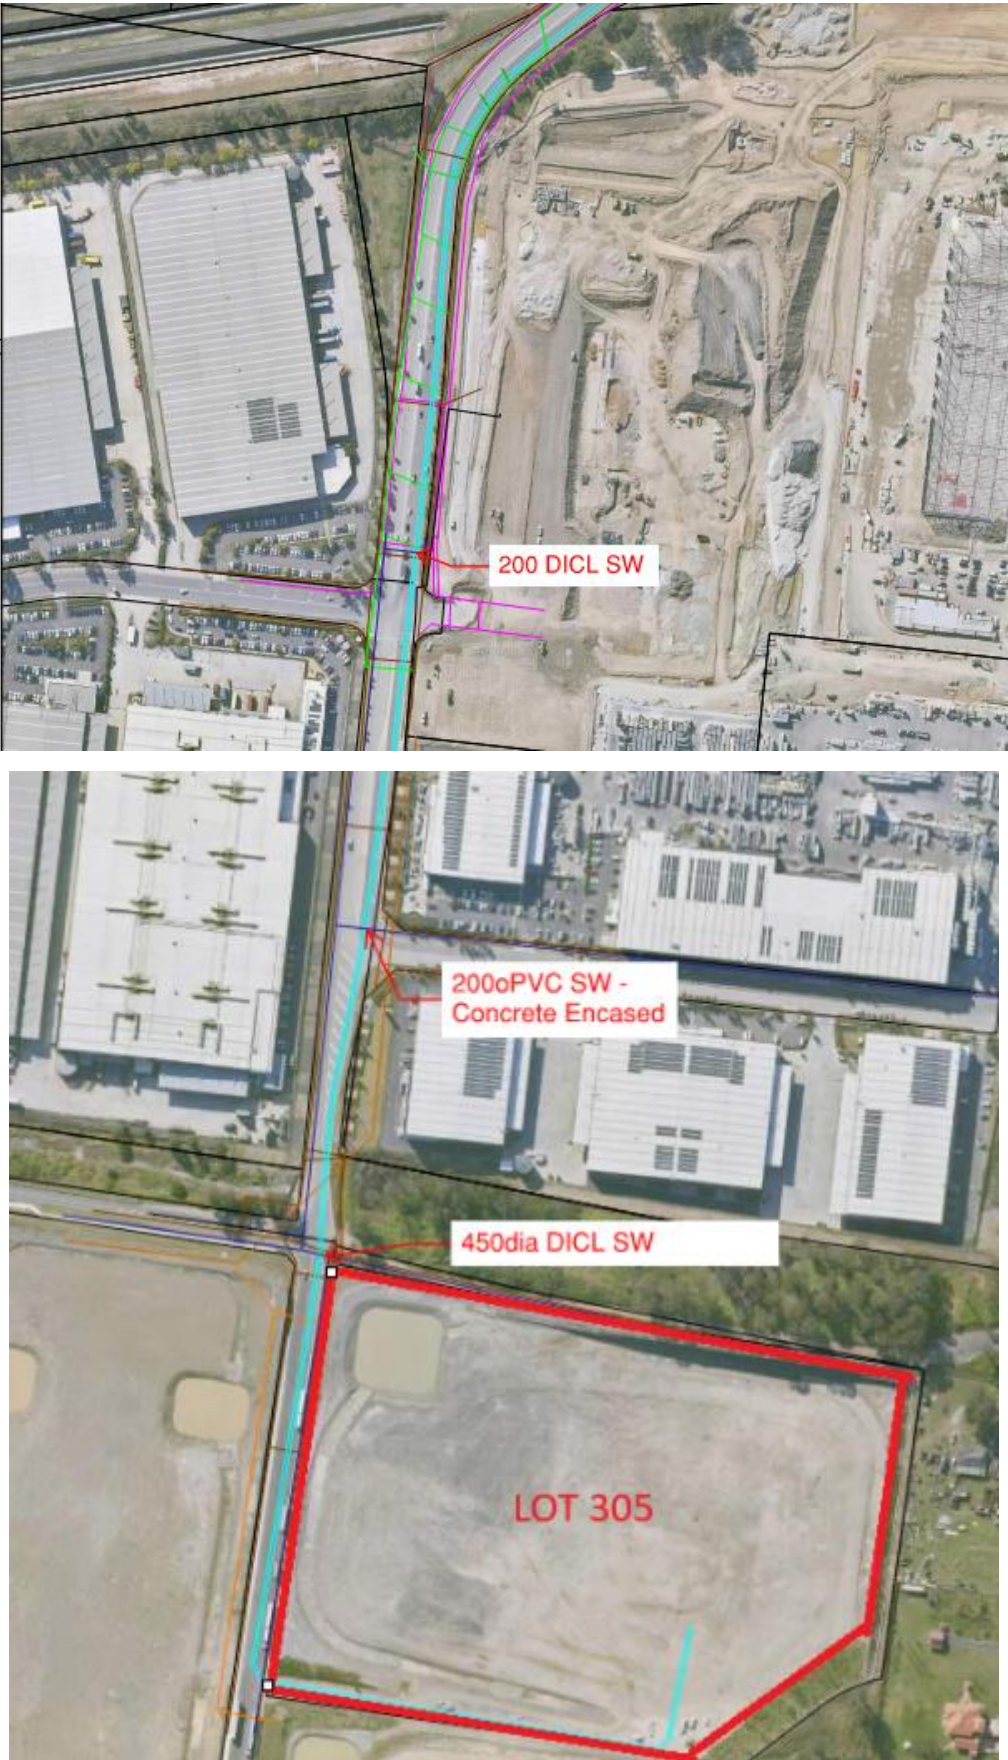 200 DICL SW
200oPVC SW -
Concrete Encased
450dia DICL SW
LOT 305